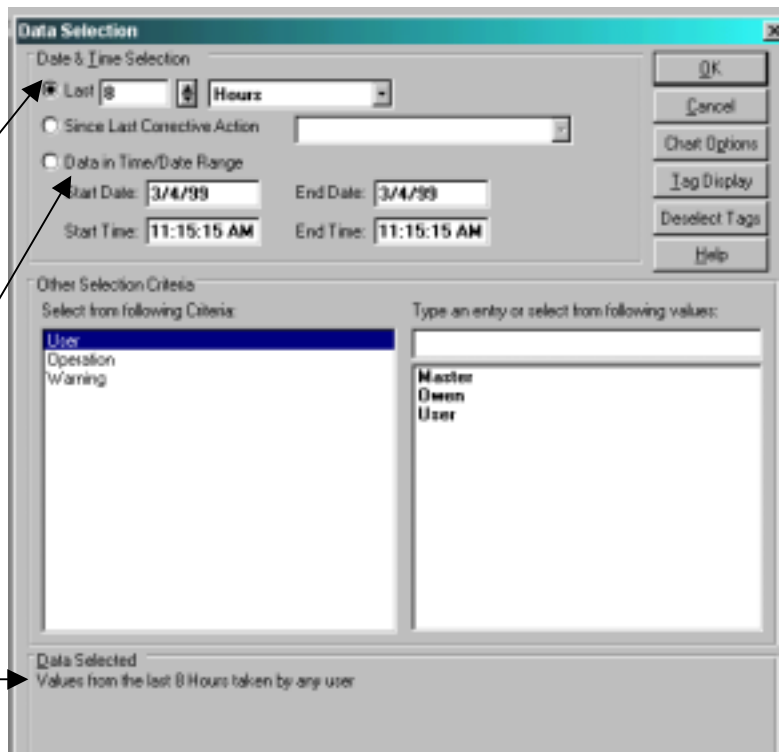 Data Selection
Date & Time Selection
Last 8 Hours
Since Last Corrective Action
Data in Time/Date Range
Start Date: 3/4/99 End Date: 3/4/99
Start Time: 11:15:15 AM End Time: 11:15:15 AM
OK
Cancel
Chart Options
Tag Display
Deselect Tags
Help
Other Selection Criteria
Select from following Criteria:
User
Operation
Warning
Type an entry or select from following values:
Master
Owen
User
Data Selected
Values from the last 8 Hours taken by any user